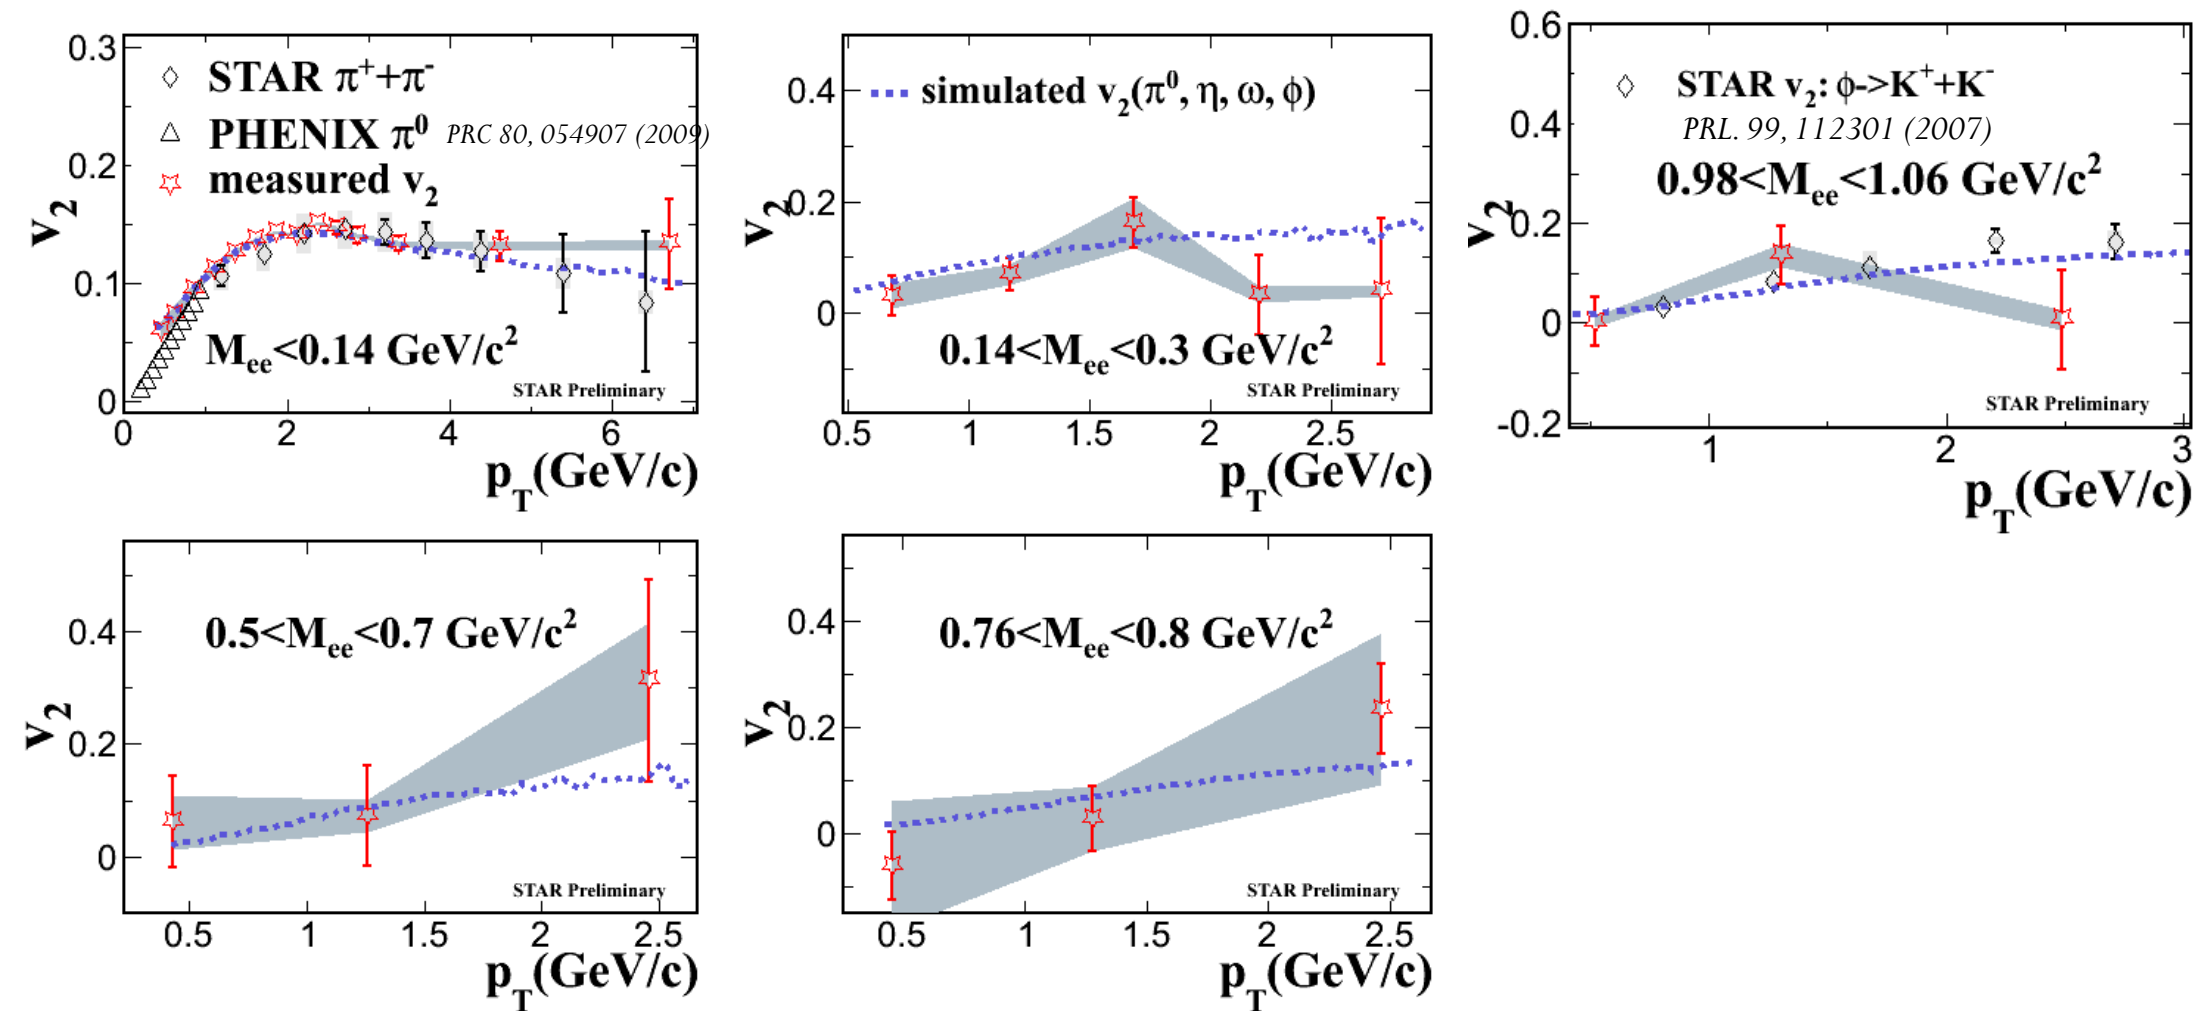 0.3
STAR π⁺+π⁻
PHENIX π⁰ PRC 80, 054907 (2009)
0.2
measured v₂
v₂
0.1
Mₑₑ<0.14 GeV/c²
STAR Preliminary
0
0 2 4 6
p_T(GeV/c)
0.4
simulated v₂(π⁰, η, ω, φ)
v₂
0.2
0
0.14<Mₑₑ<0.3 GeV/c²
STAR Preliminary
0.5 1 1.5 2 2.5
p_T(GeV/c)
0.6
STAR v₂: φ->K⁺+K⁻
0.4
PRL. 99, 112301 (2007)
0.98<Mₑₑ<1.06 GeV/c²
v₂
0.2
0
STAR Preliminary
-0.2
1 2 3
p_T(GeV/c)
0.4
0.5<Mₑₑ<0.7 GeV/c²
v₂
0.2
0
STAR Preliminary
0.5 1 1.5 2 2.5
p_T(GeV/c)
0.4
0.76<Mₑₑ<0.8 GeV/c²
v₂
0.2
0
STAR Preliminary
0.5 1 1.5 2 2.5
p_T(GeV/c)